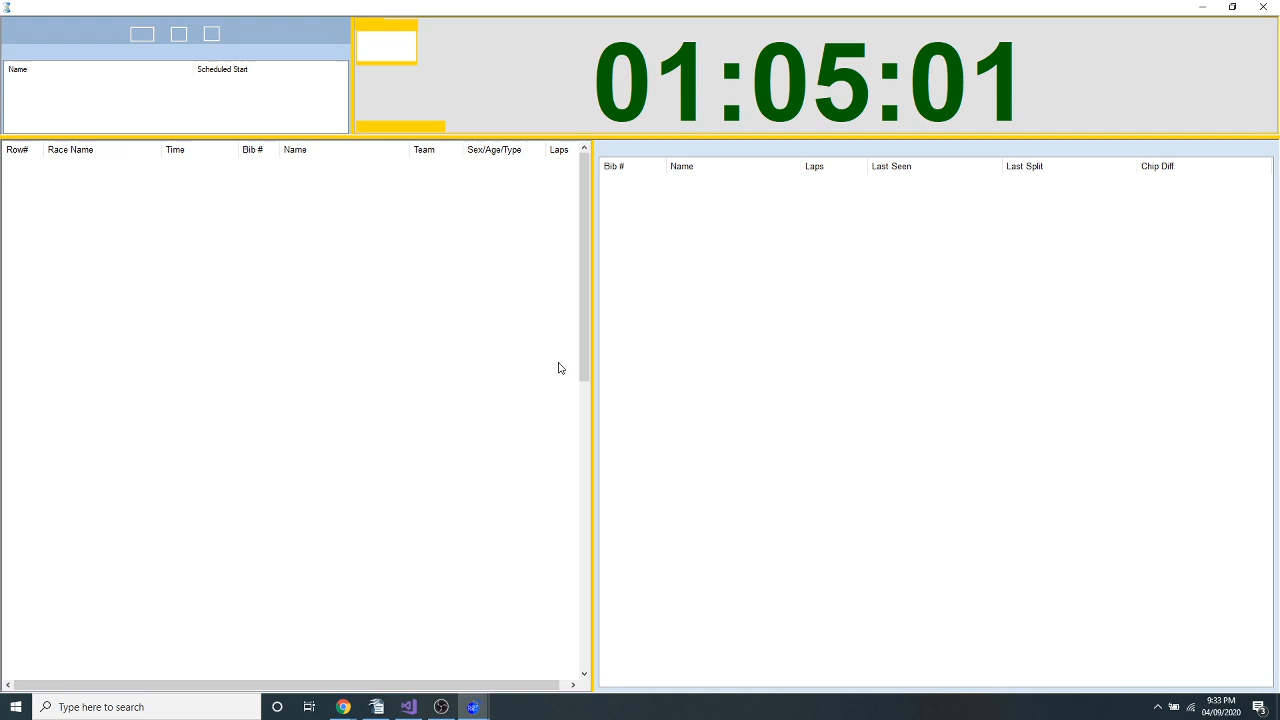 Name Scheduled Start
01:05:01
Row# Race Name Time Bib # Name Team Sex/Age/Type Laps
Bib # Name Laps Last Seen Last Split Chip Diff
Type here to search
9:33 PM
04/09/2020
3